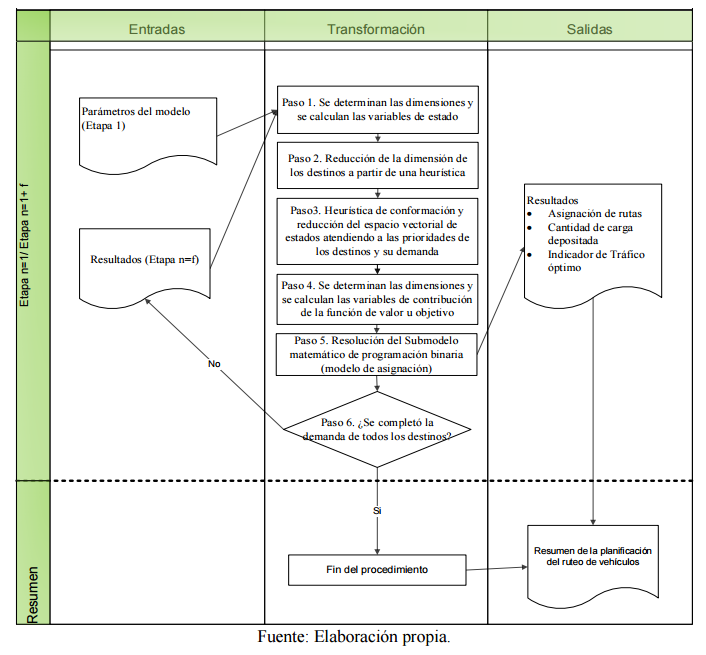 Entradas
Transformación
Salidas
Etapa n=1/ Etapa n=1+ f
Parámetros del modelo
(Etapa 1)
Resultados (Etapa n=f)
Paso 1. Se determinan las dimensiones y
se calculan las variables de estado
Paso 2. Reducción de la dimensión de
los destinos a partir de una heurística
Paso3. Heurística de conformación y
reducción del espacio vectorial de
estados atendiendo a las prioridades de
los destinos y su demanda
Paso 4. Se determinan las dimensiones y
se calculan las variables de contribución
de la función de valor u objetivo
Paso 5. Resolución del Submodelo
matemático de programación binaria
(modelo de asignación)
Paso 6. ¿Se completó la
demanda de todos los destinos?
No
Si
Resultados
• Asignación de rutas
• Cantidad de carga
depositada
• Indicador de Tráfico
óptimo
Resumen
Fin del procedimiento
Resumen de la planificación
del ruteo de vehículos
Fuente: Elaboración propia.